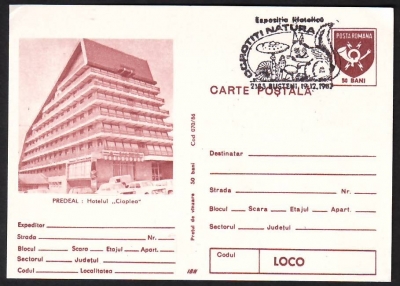 Expoziția filatelică
OCROTIȚI NATURA
2183 BUȘTENI, 19.12.1987
POSTA ROMANA
50 BANI
CARTE POȘTALĂ
PREDEAL : Hotelul „Cioplea"
Expeditor
Strada Nr.
Blocul Scara Etajul Apart.
Sectorul Județul
Codul Localitatea
Prețul de vînzare 50 bani Cod 070/86
Destinatar
Strada Nr.
Blocul Scara Etajul Apart.
Sectorul Județul
Codul
LOCO